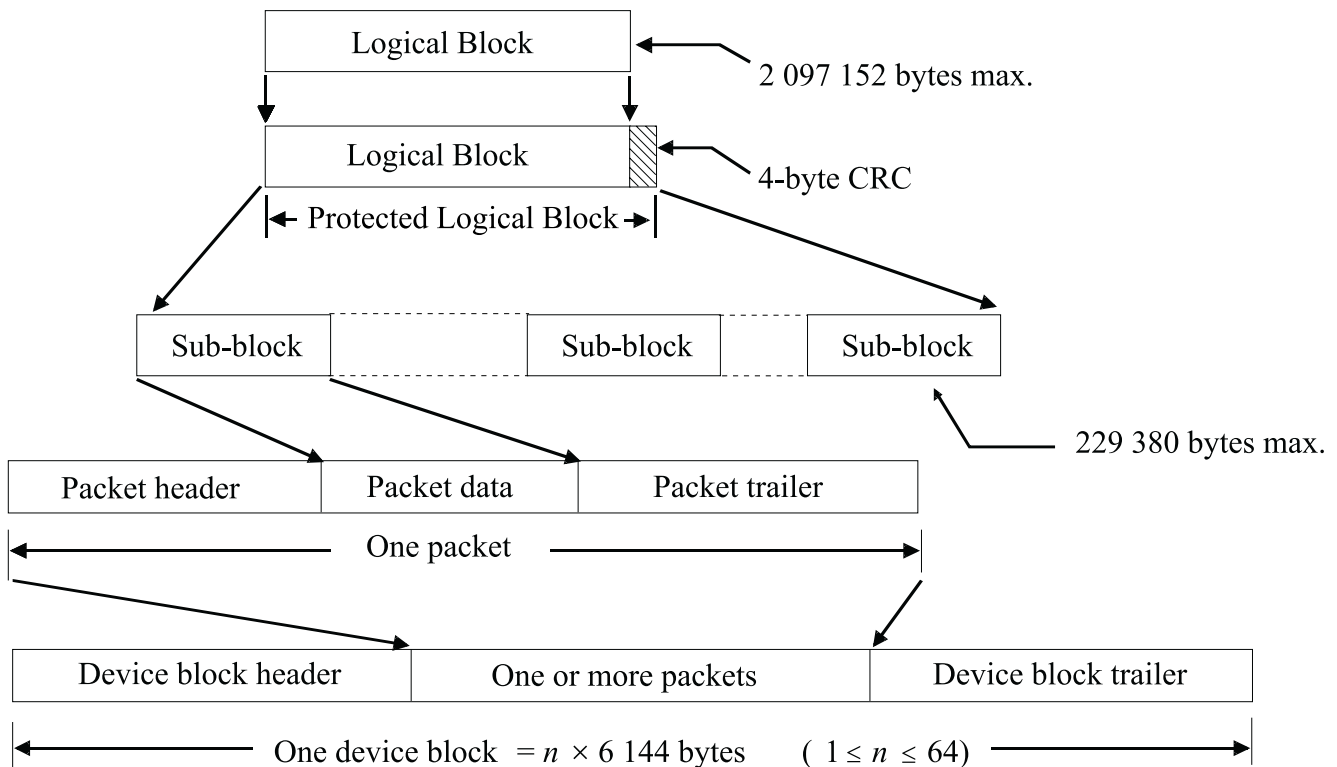 Logical Block
2 097 152 bytes max.
Logical Block
4-byte CRC
Protected Logical Block
Sub-block
Sub-block
Sub-block
229 380 bytes max.
Packet header
Packet data
Packet trailer
One packet
Device block header
One or more packets
Device block trailer
One device block = n × 6 144 bytes ( 1 ≤ n ≤ 64)